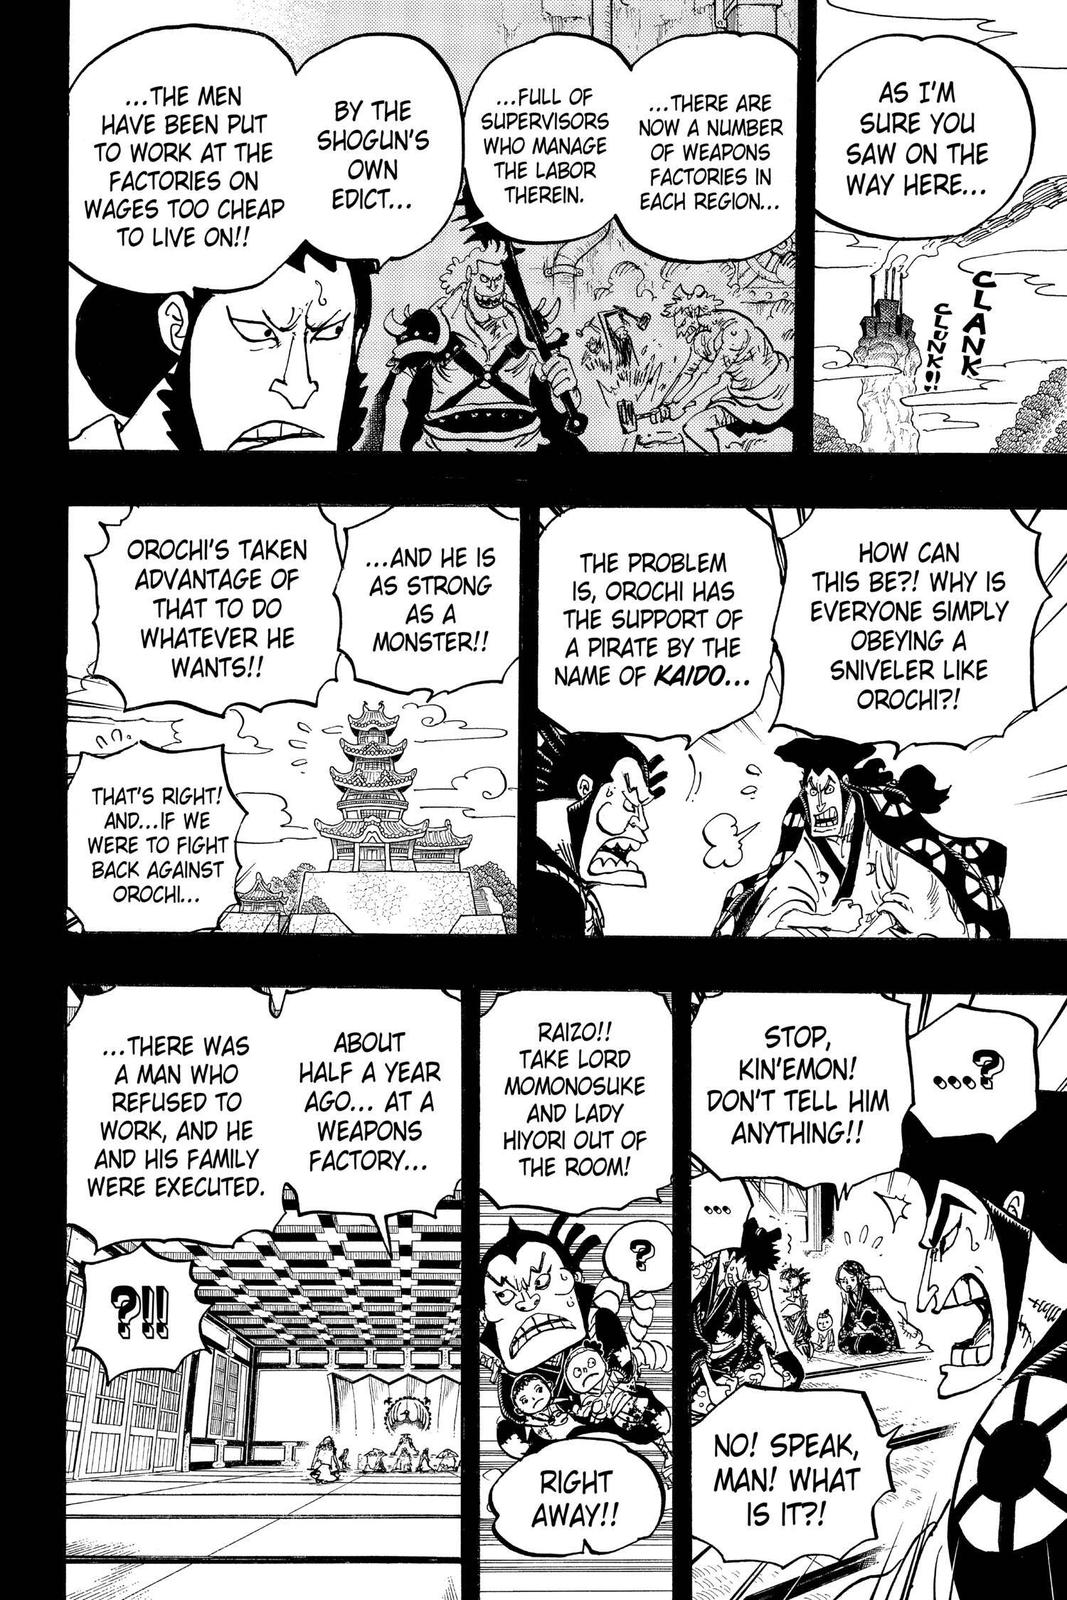 AS I'M
SURE YOU
SAW ON THE
WAY HERE...
CLANK
CLUNK!!
...THERE ARE
NOW A NUMBER
OF WEAPONS
FACTORIES IN
EACH REGION...
...FULL OF
SUPERVISORS
WHO MANAGE
THE LABOR
THEREIN.
BY THE
SHOGUN'S
OWN
EDICT...
...THE MEN
HAVE BEEN PUT
TO WORK AT THE
FACTORIES ON
WAGES TOO CHEAP
TO LIVE ON!!
HOW CAN
THIS BE?! WHY IS
EVERYONE SIMPLY
OBEYING A
SNIVELER LIKE
OROCHI?!
THE PROBLEM
IS, OROCHI HAS
THE SUPPORT OF
A PIRATE BY THE
NAME OF KAIDO...
...AND HE IS
AS STRONG
AS A
MONSTER!!
OROCHI'S TAKEN
ADVANTAGE OF
THAT TO DO
WHATEVER HE
WANTS!!
THAT'S RIGHT!
AND...IF WE
WERE TO FIGHT
BACK AGAINST
OROCHI...
...?
STOP,
KIN'EMON!
DON'T TELL HIM
ANYTHING!!
...
NO! SPEAK,
MAN! WHAT
IS IT?!
RAIZO!!
TAKE LORD
MOMONOSUKE
AND LADY
HIYORI OUT OF
THE ROOM!
?
RIGHT
AWAY!!
ABOUT
HALF A YEAR
AGO... AT A
WEAPONS
FACTORY...
...THERE WAS
A MAN WHO
REFUSED TO
WORK, AND HE
AND HIS FAMILY
WERE EXECUTED.
?!!